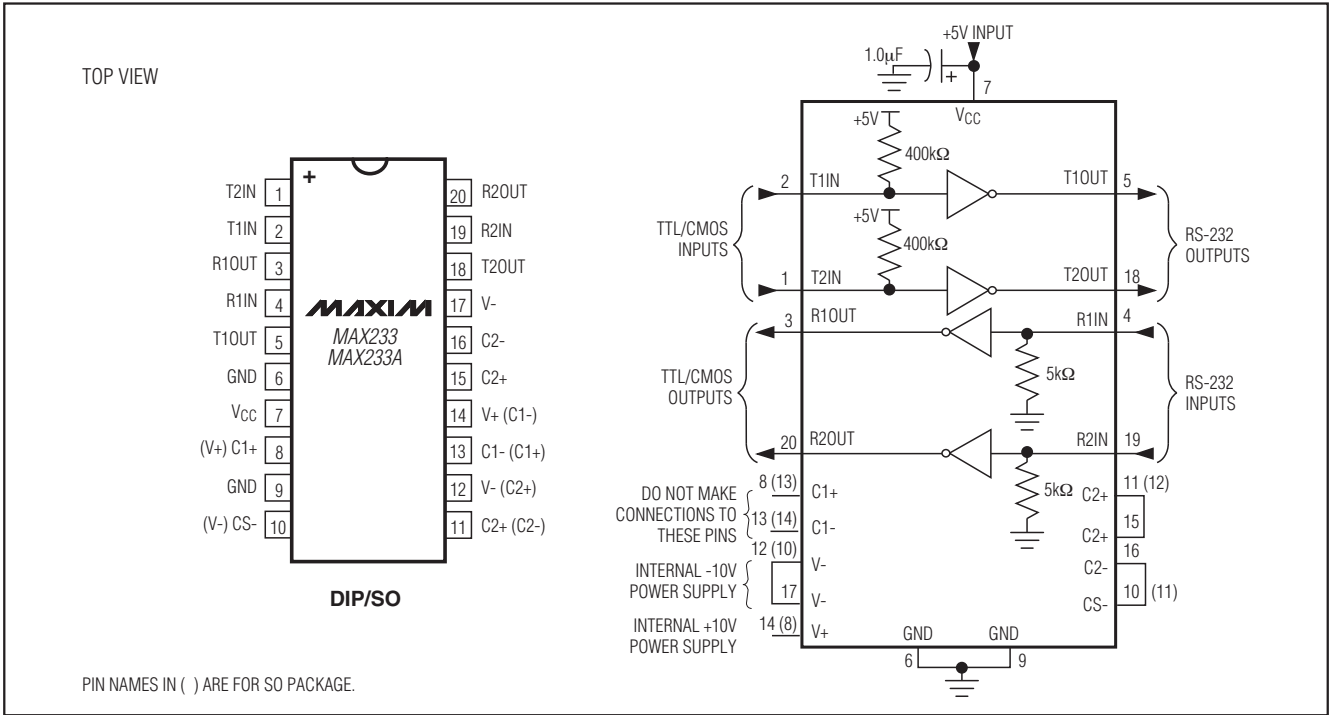 TOP VIEW
+
T2IN 1
T1IN 2
R1OUT 3
R1IN 4
T1OUT 5
GND 6
VCC 7
(V+) C1+ 8
GND 9
(V-) CS- 10
20 R2OUT
19 R2IN
18 T2OUT
17 V-
16 C2-
15 C2+
14 V+ (C1-)
13 C1- (C1+)
12 V- (C2+)
11 C2+ (C2-)
MAXIM
MAX233
MAX233A
DIP/SO
PIN NAMES IN ( ) ARE FOR SO PACKAGE.
+5V INPUT
1.0µF
+
7
VCC
+5V
400kΩ
2 T1IN
T1OUT 5
+5V
400kΩ
TTL/CMOS
INPUTS
RS-232
OUTPUTS
1 T2IN
T2OUT 18
3 R1OUT
R1IN 4
5kΩ
TTL/CMOS
OUTPUTS
RS-232
INPUTS
20 R2OUT
R2IN 19
5kΩ
DO NOT MAKE
CONNECTIONS TO
THESE PINS
8 (13) C1+
13 (14) C1-
INTERNAL -10V
POWER SUPPLY
12 (10) V-
17 V-
INTERNAL +10V
POWER SUPPLY
14 (8) V+
C2+ 11 (12)
C2+ 15
C2- 16
CS- 10 (11)
GND GND
6 9